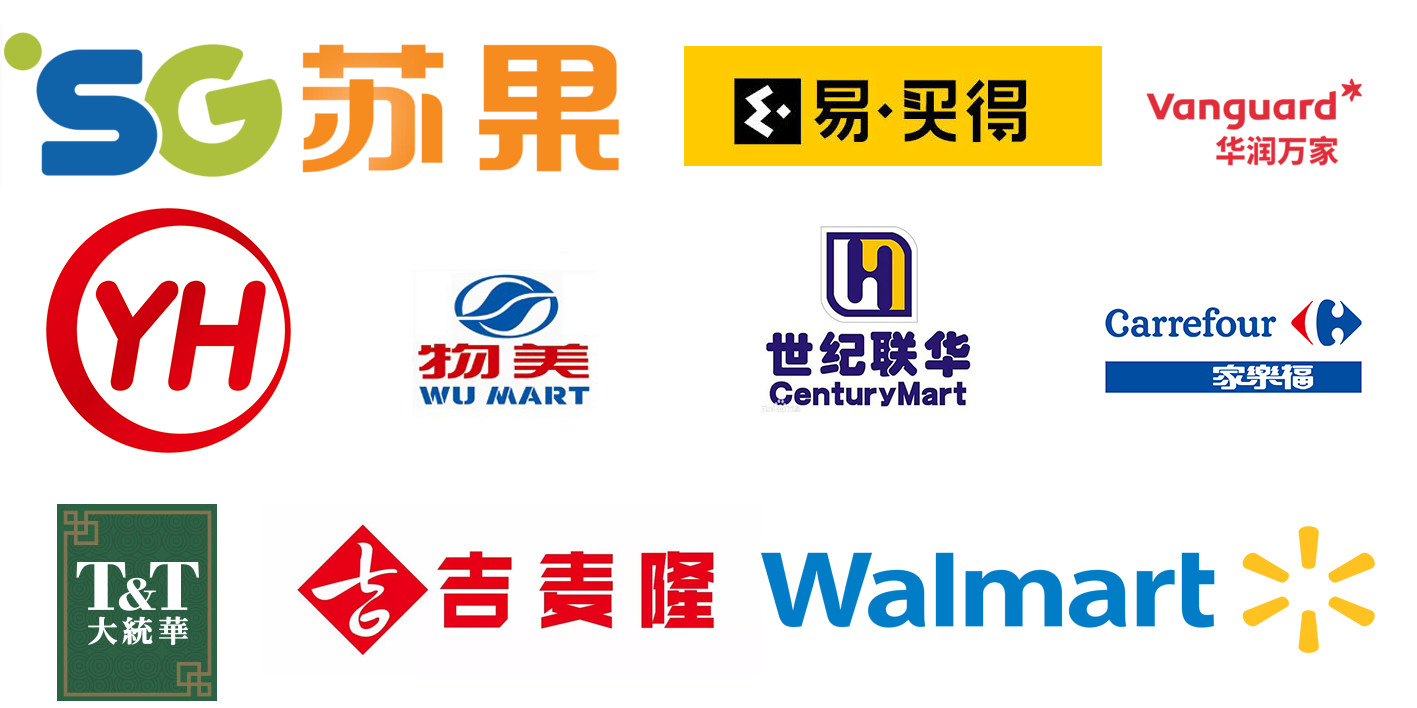 SG 苏果
易·买得
Vanguard
华润万家
YH
物美
WU MART
世纪联华
CenturyMart
Carrefour
家樂福
T&T
大統華
吉 吉麦隆
Walmart